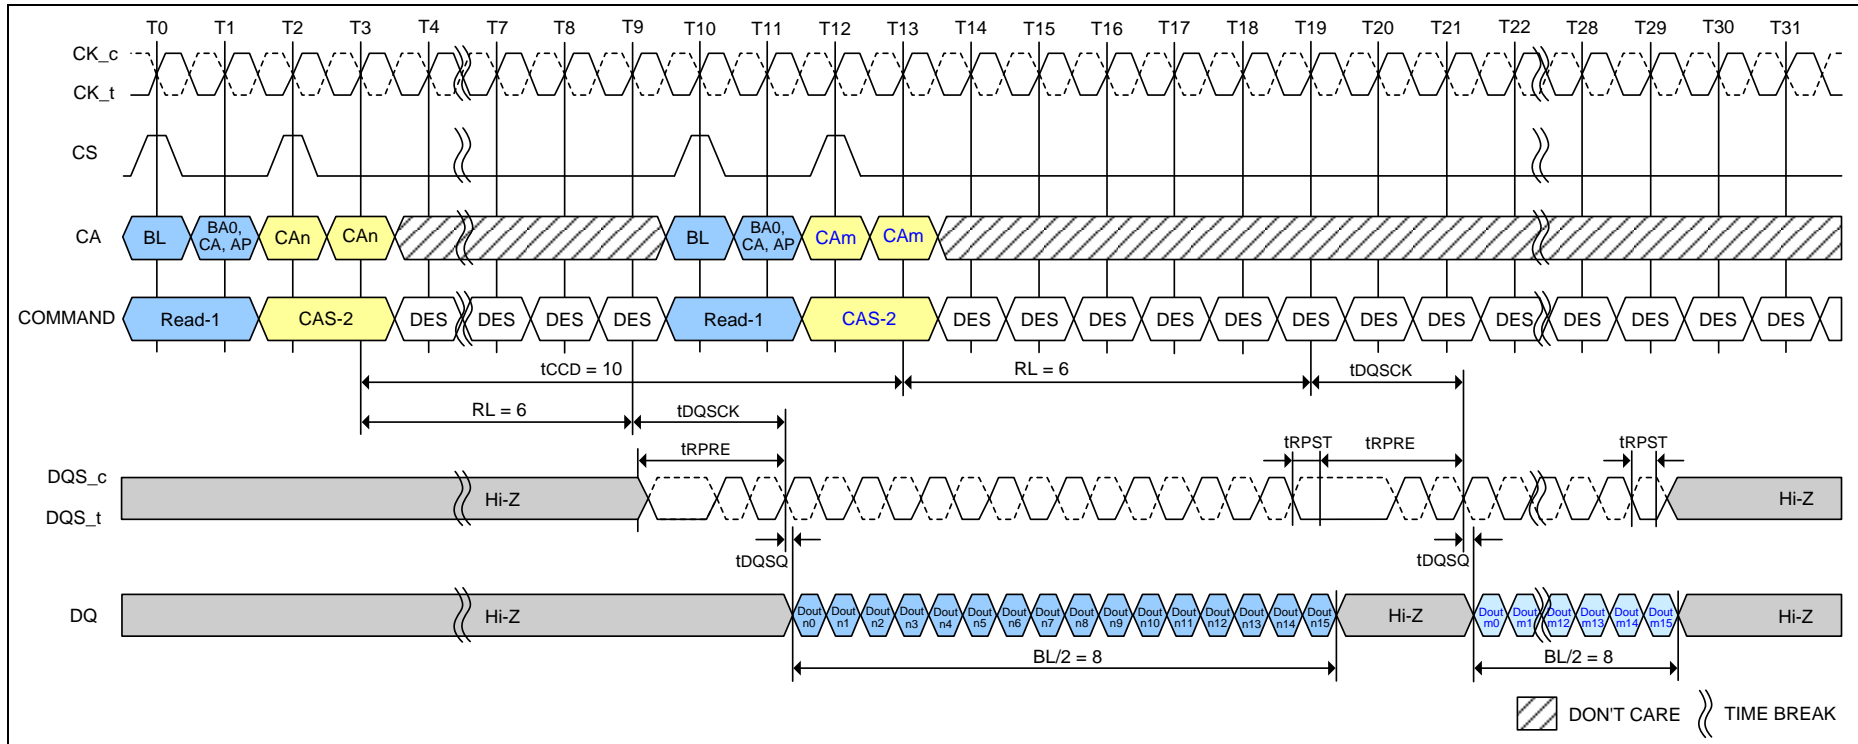 T0 T1 T2 T3 T4 T7 T8 T9 T10 T11 T12 T13 T14 T15 T16 T17 T18 T19 T20 T21 T22 T28 T29 T30 T31
CK_c
CK_t
CS
CA BL BA0, CA, AP CAn CAn BL BA0, CA, AP CAm CAm
COMMAND Read-1 CAS-2 DES DES DES DES Read-1 CAS-2 DES DES DES DES DES DES DES DES DES DES DES DES DES
tCCD = 10 RL = 6 tDQSCK
RL = 6 tDQSCK
tRPRE tRPST tRPRE tRPST
DQS_c
Hi-Z Hi-Z
DQS_t
tDQSQ tDQSQ
DQ Hi-Z Dout n0 Dout n1 Dout n2 Dout n3 Dout n4 Dout n5 Dout n6 Dout n7 Dout n8 Dout n9 Dout n10 Dout n11 Dout n12 Dout n13 Dout n14 Dout n15 Hi-Z Dout m0 Dout m1 Dout m12 Dout m13 Dout m14 Dout m15 Hi-Z
BL/2 = 8 BL/2 = 8
DON'T CARE TIME BREAK